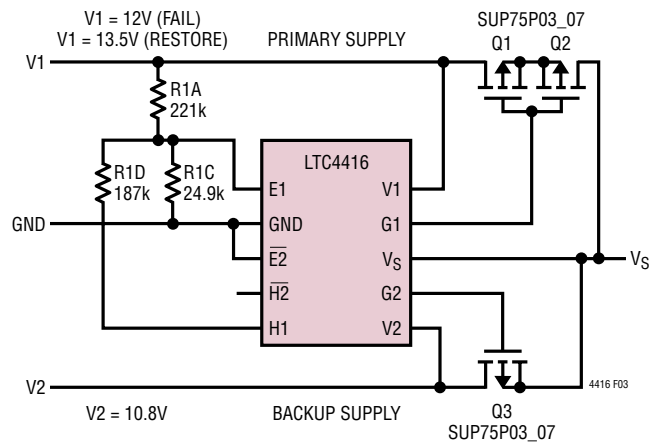 V1 = 12V (FAIL)
V1 = 13.5V (RESTORE)
PRIMARY SUPPLY
SUP75P03_07
Q1
Q2
V1
R1A
221k
R1D
187k
R1C
24.9k
LTC4416
E1
V1
GND
GND
G1
E2
VS
VS
H2
G2
H1
V2
V2
4416 F03
V2 = 10.8V
BACKUP SUPPLY
Q3
SUP75P03_07